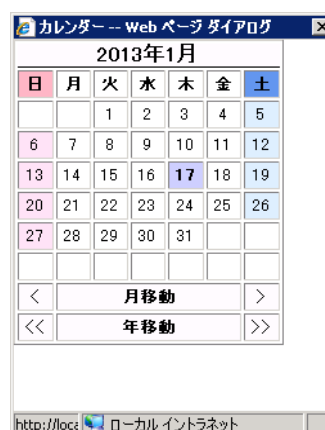 カレンダー -- Web ページ ダイアログ
2013年1月
日 月 火 水 木 金 土
1 2 3 4 5
6 7 8 9 10 11 12
13 14 15 16 17 18 19
20 21 22 23 24 25 26
27 28 29 30 31
< 月移動 >
<< 年移動 >>
http://loca ローカル イントラネット